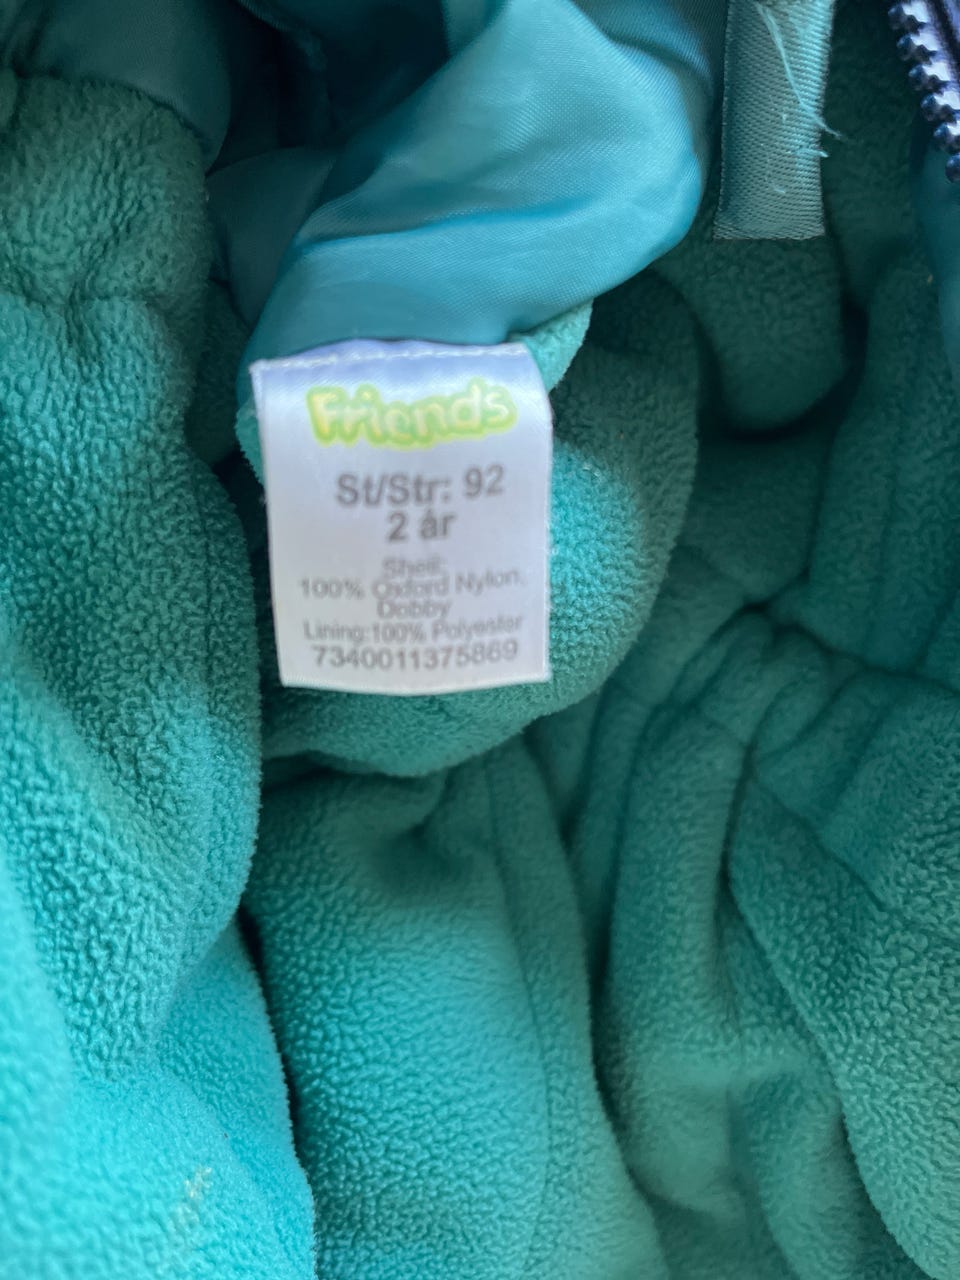 Friends
St/Str: 92
2 år
Shell:
100% Oxford Nylon,
Dobby
Lining:100% Polyester
7340011375869